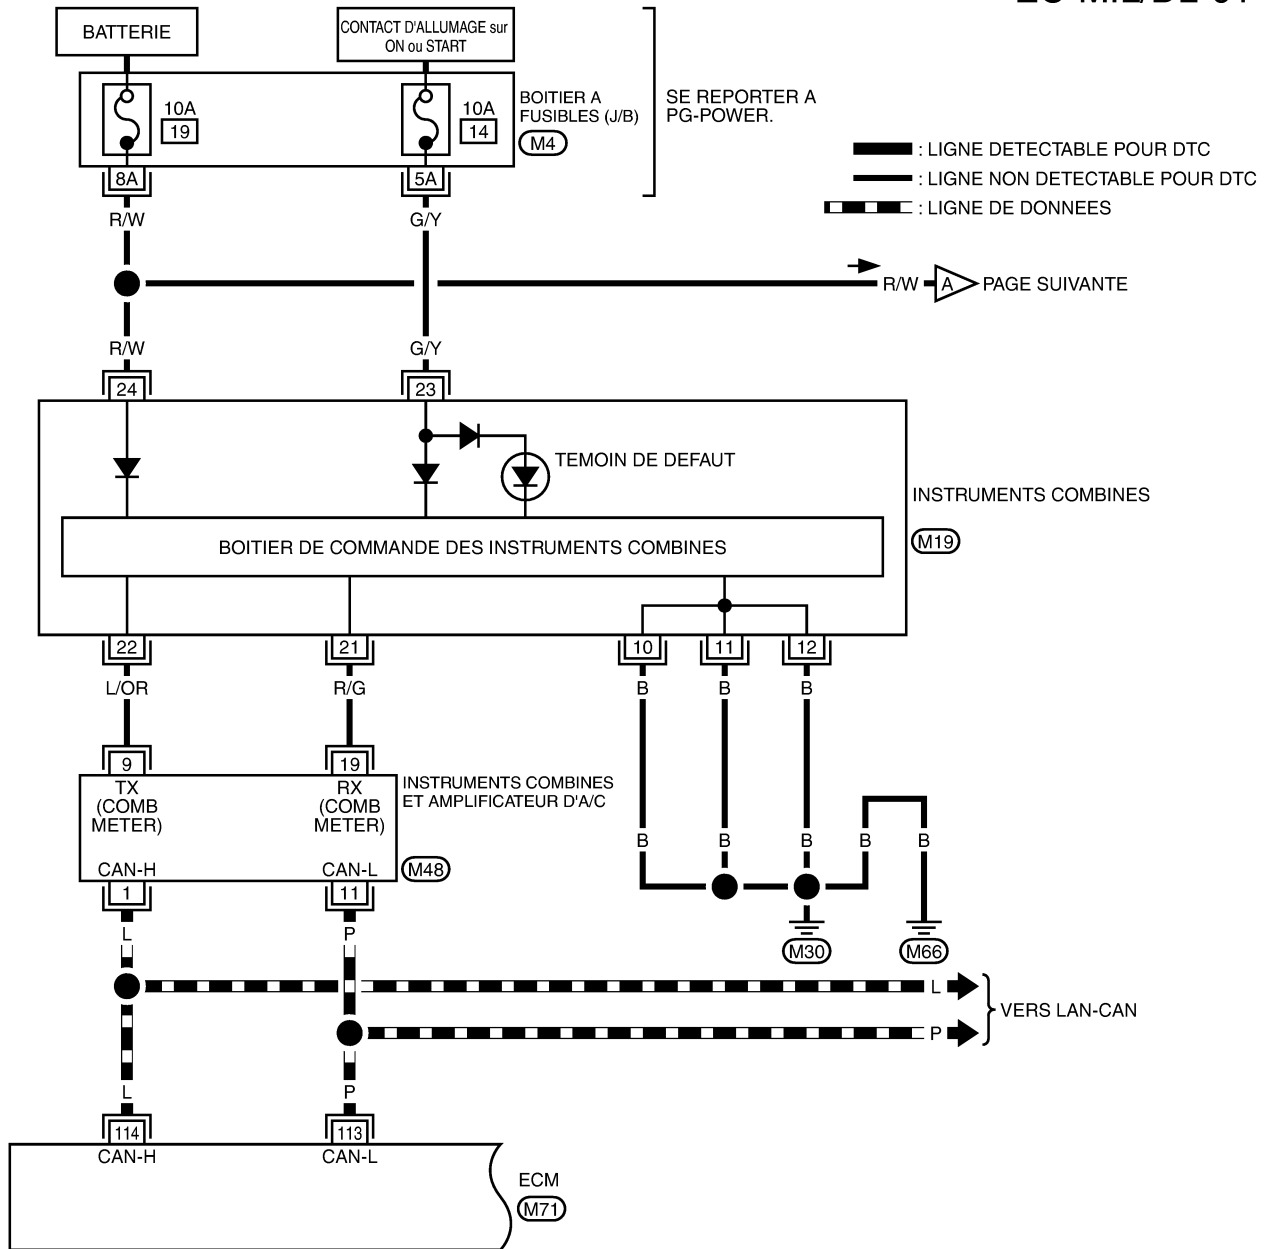 BATTERIE
CONTACT D'ALLUMAGE sur
ON ou START
10A
19
10A
14
BOITIER A
FUSIBLES (J/B)
M4
SE REPORTER A
PG-POWER.
: LIGNE DETECTABLE POUR DTC
: LIGNE NON DETECTABLE POUR DTC
: LIGNE DE DONNEES
8A
5A
R/W
G/Y
R/W
A
PAGE SUIVANTE
R/W
G/Y
24
23
TEMOIN DE DEFAUT
INSTRUMENTS COMBINES
M19
BOITIER DE COMMANDE DES INSTRUMENTS COMBINES
22
21
10
11
12
L/OR
R/G
B
B
B
9
19
TX
(COMB
METER)
RX
(COMB
METER)
INSTRUMENTS COMBINES
ET AMPLIFICATEUR D'A/C
CAN-H
CAN-L
M48
B
B
B
B
B
1
11
L
P
M30
M66
L
P
VERS LAN-CAN
L
P
114
113
CAN-H
CAN-L
ECM
M71